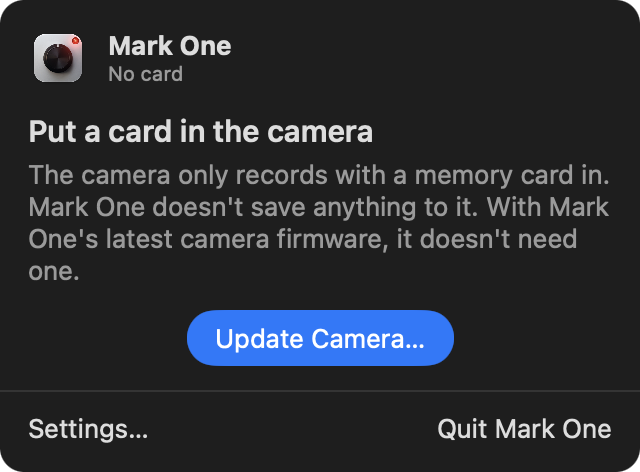 Mark One
No card
Put a card in the camera
The camera only records with a memory card in.
Mark One doesn't save anything to it. With Mark
One's latest camera firmware, it doesn't need
one.
Update Camera...
Settings...
Quit Mark One